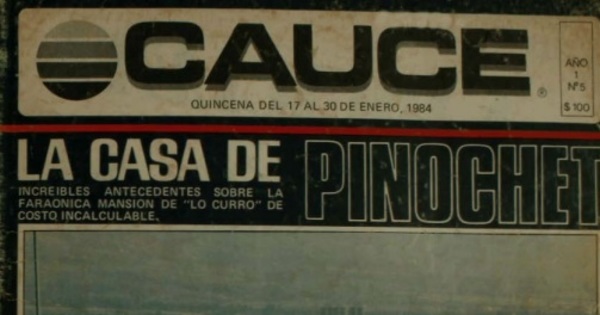 CAUCE
®
QUINCENA DEL 17 AL 30 DE ENERO, 1984
AÑO
1
Nº5
$100
LA CASA DE PINOCHET
INCREIBLES ANTECEDENTES SOBRE LA
FARAONICA MANSION DE "LO CURRO" DE
COSTO INCALCULABLE.